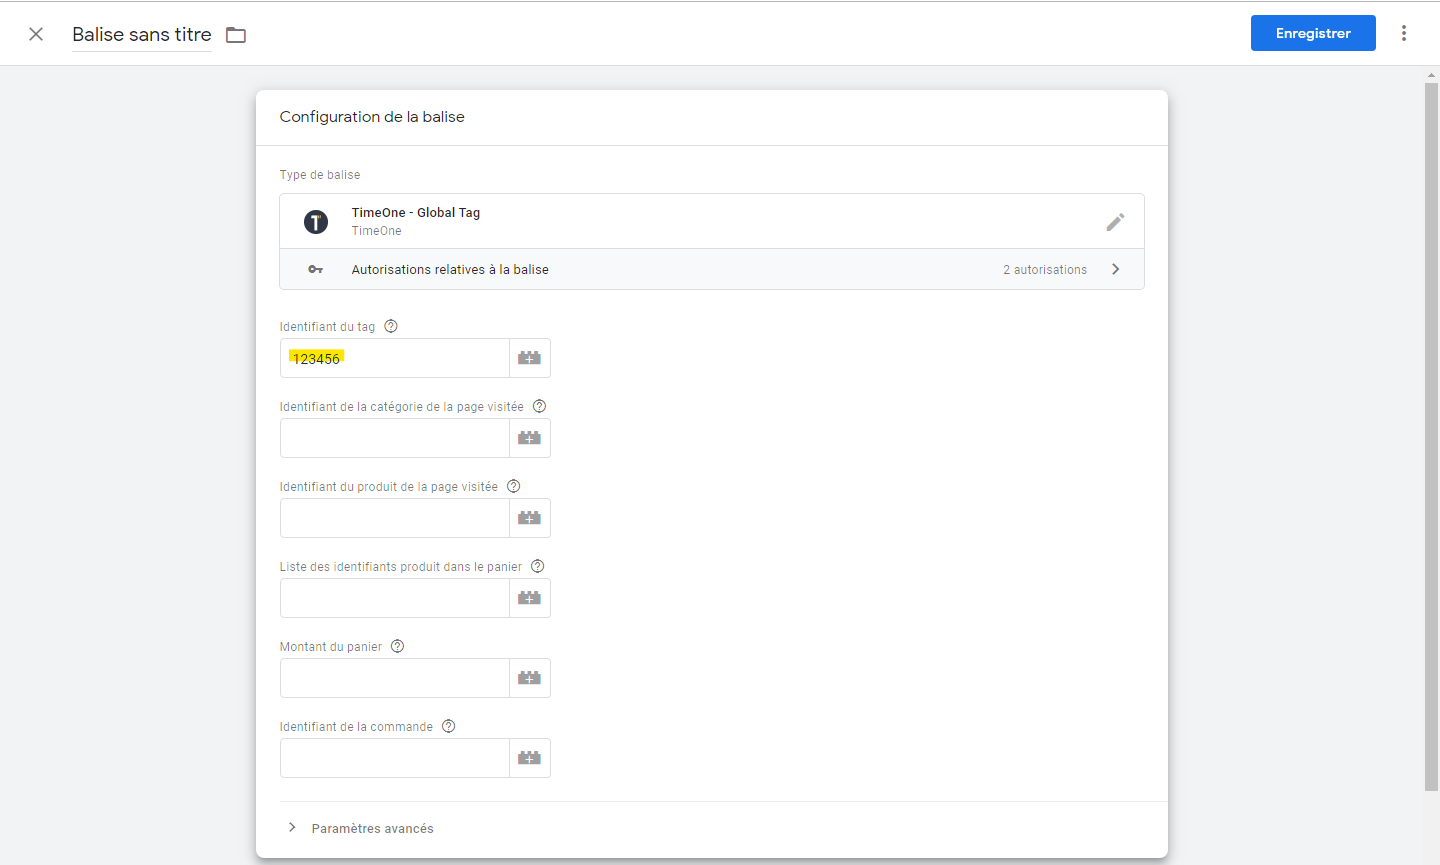 Balise sans titre
Enregistrer
Configuration de la balise
Type de balise
T
TimeOne - Global Tag
TimeOne
Autorisations relatives à la balise
2 autorisations
Identifiant du tag
123456
Identifiant de la catégorie de la page visitée
Identifiant du produit de la page visitée
Liste des identifiants produit dans le panier
Montant du panier
Identifiant de la commande
Paramètres avancés